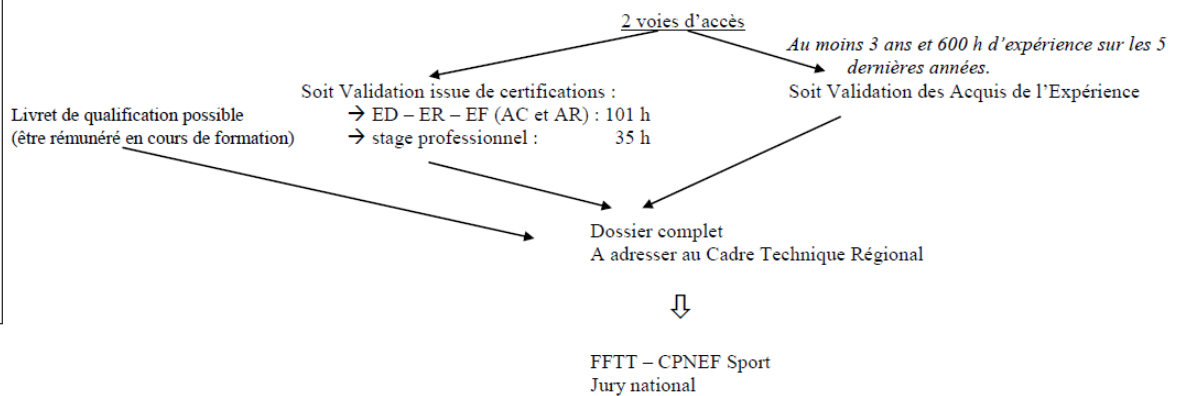 2 voies d’accès
Au moins 3 ans et 600 h d’expérience sur les 5
dernières années.
Soit Validation issue de certifications :
Soit Validation des Acquis de l’Expérience
Livret de qualification possible
→ ED – ER – EF (AC et AR) : 101 h
(être rémunéré en cours de formation)
→ stage professionnel : 35 h
Dossier complet
A adresser au Cadre Technique Régional
FFTT – CPNEF Sport
Jury national